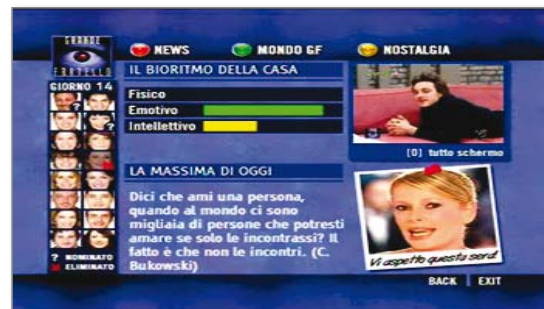 GRANDE
FRATELLO
NEWS
MONDO GF
NOSTALGIA
IL BIORITMO DELLA CASA
GIORNO 14
Fisico
Emotivo
Intellettivo
[0] tutto schermo
LA MASSIMA DI OGGI
Dici che ami una persona,
quando al mondo ci sono
migliaia di persone che potresti
amare se solo le incontrassi? Il
fatto è che non le incontri. (C.
Bukowski)
Vi aspetto questa sera!
? NOMINATO
ELIMINATO
BACK
EXIT